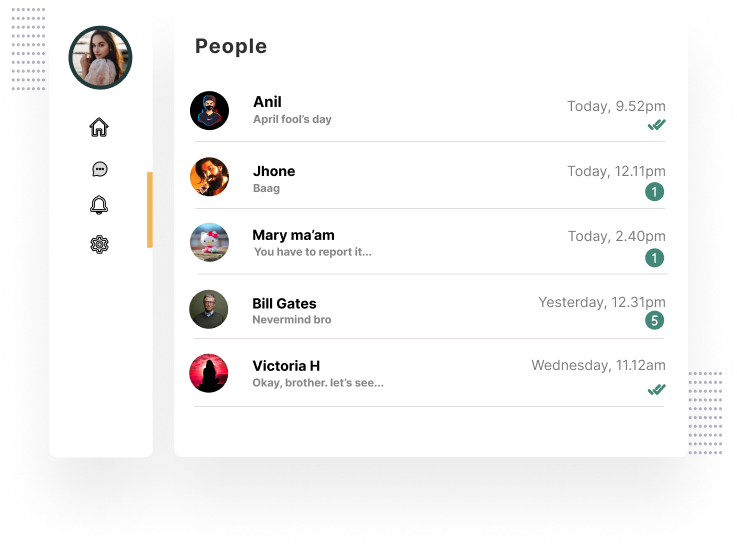 People
Anil
Today, 9.52pm
April fool's day
Jhone
Today, 12.11pm
Baag
1
Mary ma'am
Today, 2.40pm
You have to report it...
1
Bill Gates
Yesterday, 12.31pm
Nevermind bro
5
Victoria H
Wednesday, 11.12am
Okay, brother. let's see...